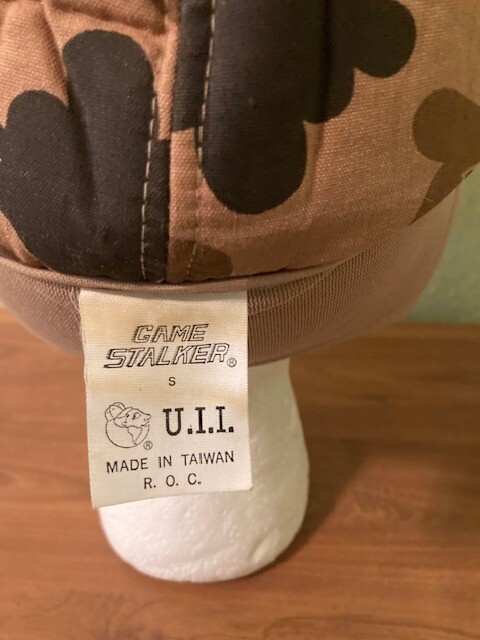 GAME
STALKER®
S
® U.I.I.
MADE IN TAIWAN
R. O. C.